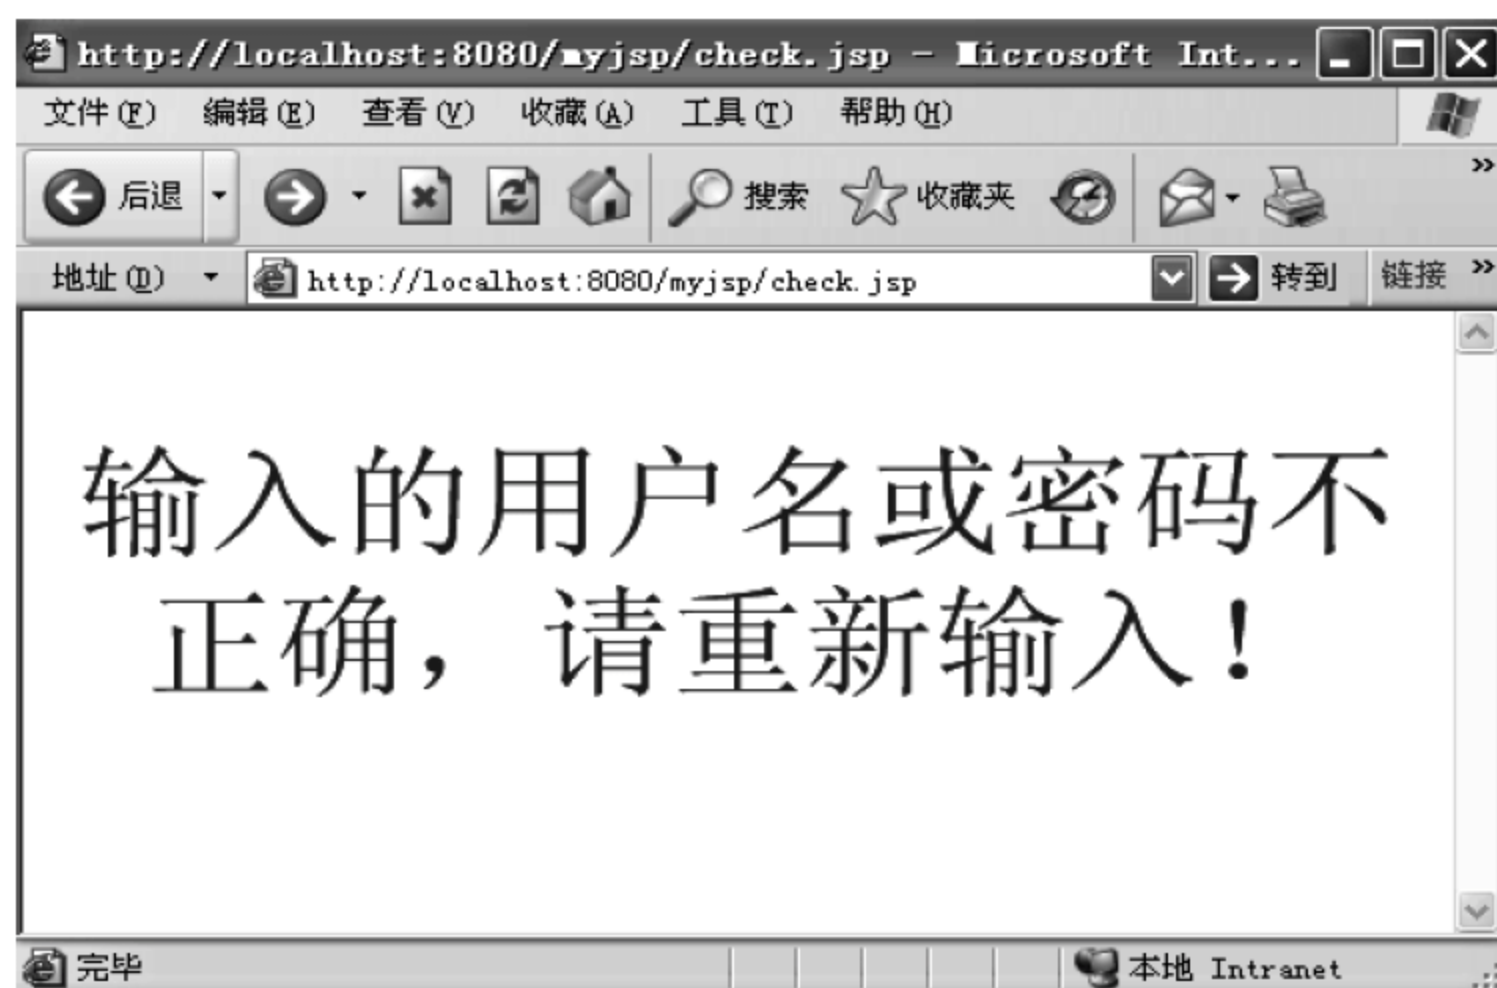 http://localhost:8080/myjsp/check.jsp - Microsoft Int...
文件(F) 编辑(E) 查看(V) 收藏(A) 工具(T) 帮助(H)
后退 搜索 收藏夹 »
地址(D) http://localhost:8080/myjsp/check.jsp 转到 链接 »
输入的用户名或密码不
正确，请重新输入！
完毕 本地 Intranet